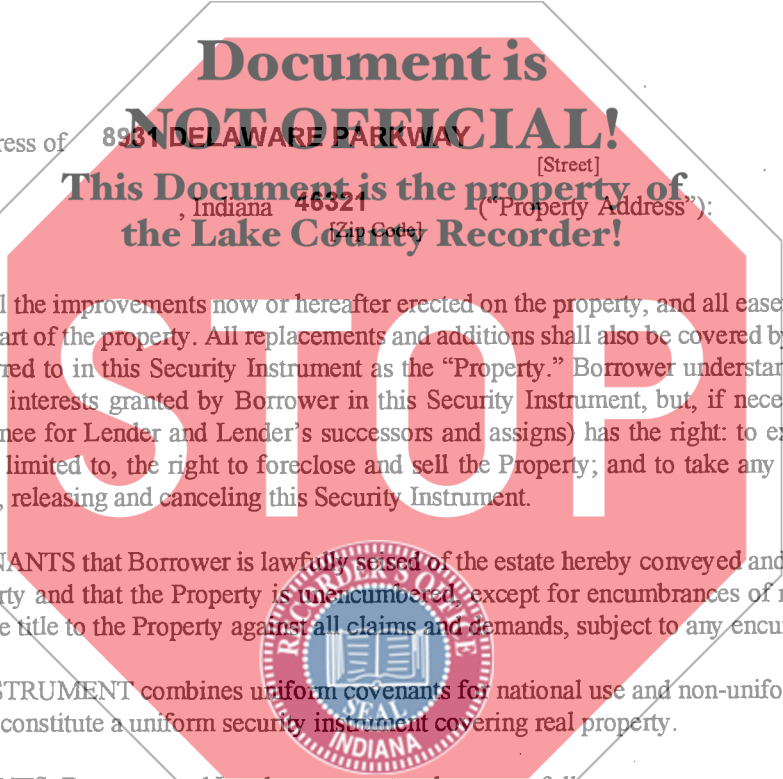 Document is
NOT OFFICIAL!
ress of 8931 DELAWARE PARKWAY
[Street]
This Document is the property of
, Indiana 46321 ("Property Address"):
the Lake County Recorder!
[Zip Code]
l the improvements now or hereafter erected on the property, and all ease
art of the property. All replacements and additions shall also be covered by
red to in this Security Instrument as the "Property." Borrower understan
interests granted by Borrower in this Security Instrument, but, if nece
nee for Lender and Lender's successors and assigns) has the right: to ex
limited to, the right to foreclose and sell the Property; and to take any
, releasing and canceling this Security Instrument.
STOP
NANTS that Borrower is lawfully seised of the estate hereby conveyed and
rty and that the Property is unencumbered, except for encumbrances of r
e title to the Property against all claims and demands, subject to any encu
STRUMENT combines uniform covenants for national use and non-unifo
constitute a uniform security instrument covering real property.
RECORDER'S OFFICE
SEAL
INDIANA